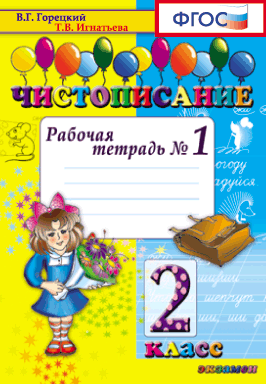 В.Г. Горецкий
Т.В. Игнатьева
ФГОС
ЧИСТОПИСАНИЕ
Рабочая
тетрадь № 1
2
класс
экзамен